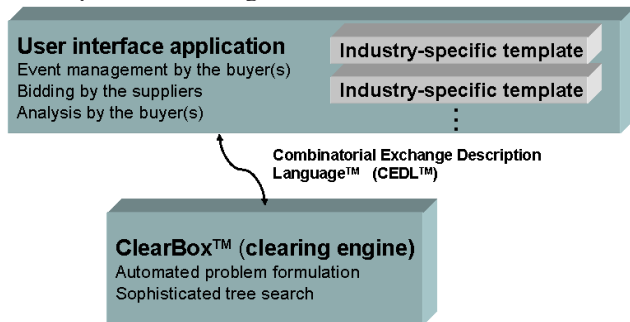 User interface application
Event management by the buyer(s)
Bidding by the suppliers
Analysis by the buyer(s)
Industry-specific template
Industry-specific template
⋮
Combinatorial Exchange Description
Language™ (CEDL™)
ClearBox™ (clearing engine)
Automated problem formulation
Sophisticated tree search